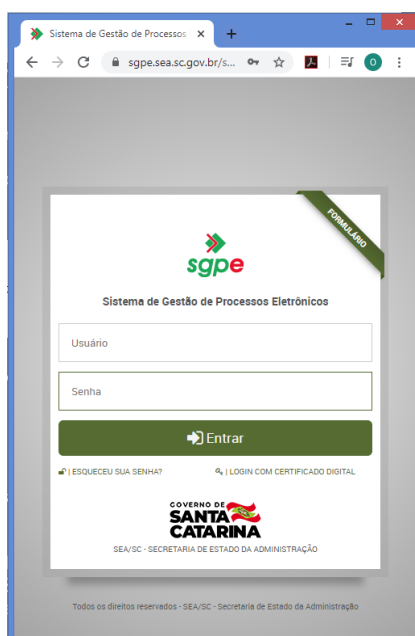 Sistema de Gestão de Processos
sgpe.sea.sc.gov.br/s...
O
FORMULÁRIO
sgpe
Sistema de Gestão de Processos Eletrônicos
Usuário
Senha
Entrar
| ESQUECEU SUA SENHA?
| LOGIN COM CERTIFICADO DIGITAL
GOVERNO DE
SANTA
CATARINA
SEA/SC - SECRETARIA DE ESTADO DA ADMINISTRAÇÃO
Todos os direitos reservados - SEA/SC - Secretaria de Estado da Administração